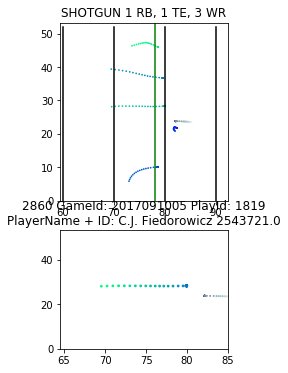 SHOTGUN 1 RB, 1 TE, 3 WR
50
40
30
20
10
0
60 70 80 90
2860 GameId: 2017091005 PlayId: 1819
PlayerName + ID: C.J. Fiedorowicz 2543721.0
40
20
0
65 70 75 80 85